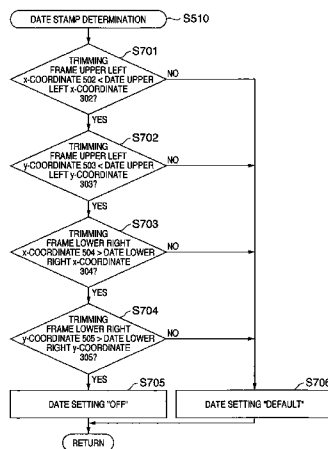 DATE STAMP DETERMINATION
S510
S701
TRIMMING
FRAME UPPER LEFT
x-COORDINATE 502 < DATE UPPER
LEFT x-COORDINATE
302?
NO
YES
S702
TRIMMING
FRAME UPPER LEFT
y-COORDINATE 503 < DATE UPPER
LEFT y-COORDINATE
303?
NO
YES
S703
TRIMMING
FRAME LOWER RIGHT
x-COORDINATE 504 > DATE LOWER
RIGHT x-COORDINATE
304?
NO
YES
S704
TRIMMING
FRAME LOWER RIGHT
y-COORDINATE 505 > DATE LOWER
RIGHT y-COORDINATE
305?
NO
YES
S705
S706
DATE SETTING "OFF"
DATE SETTING "DEFAULT"
RETURN